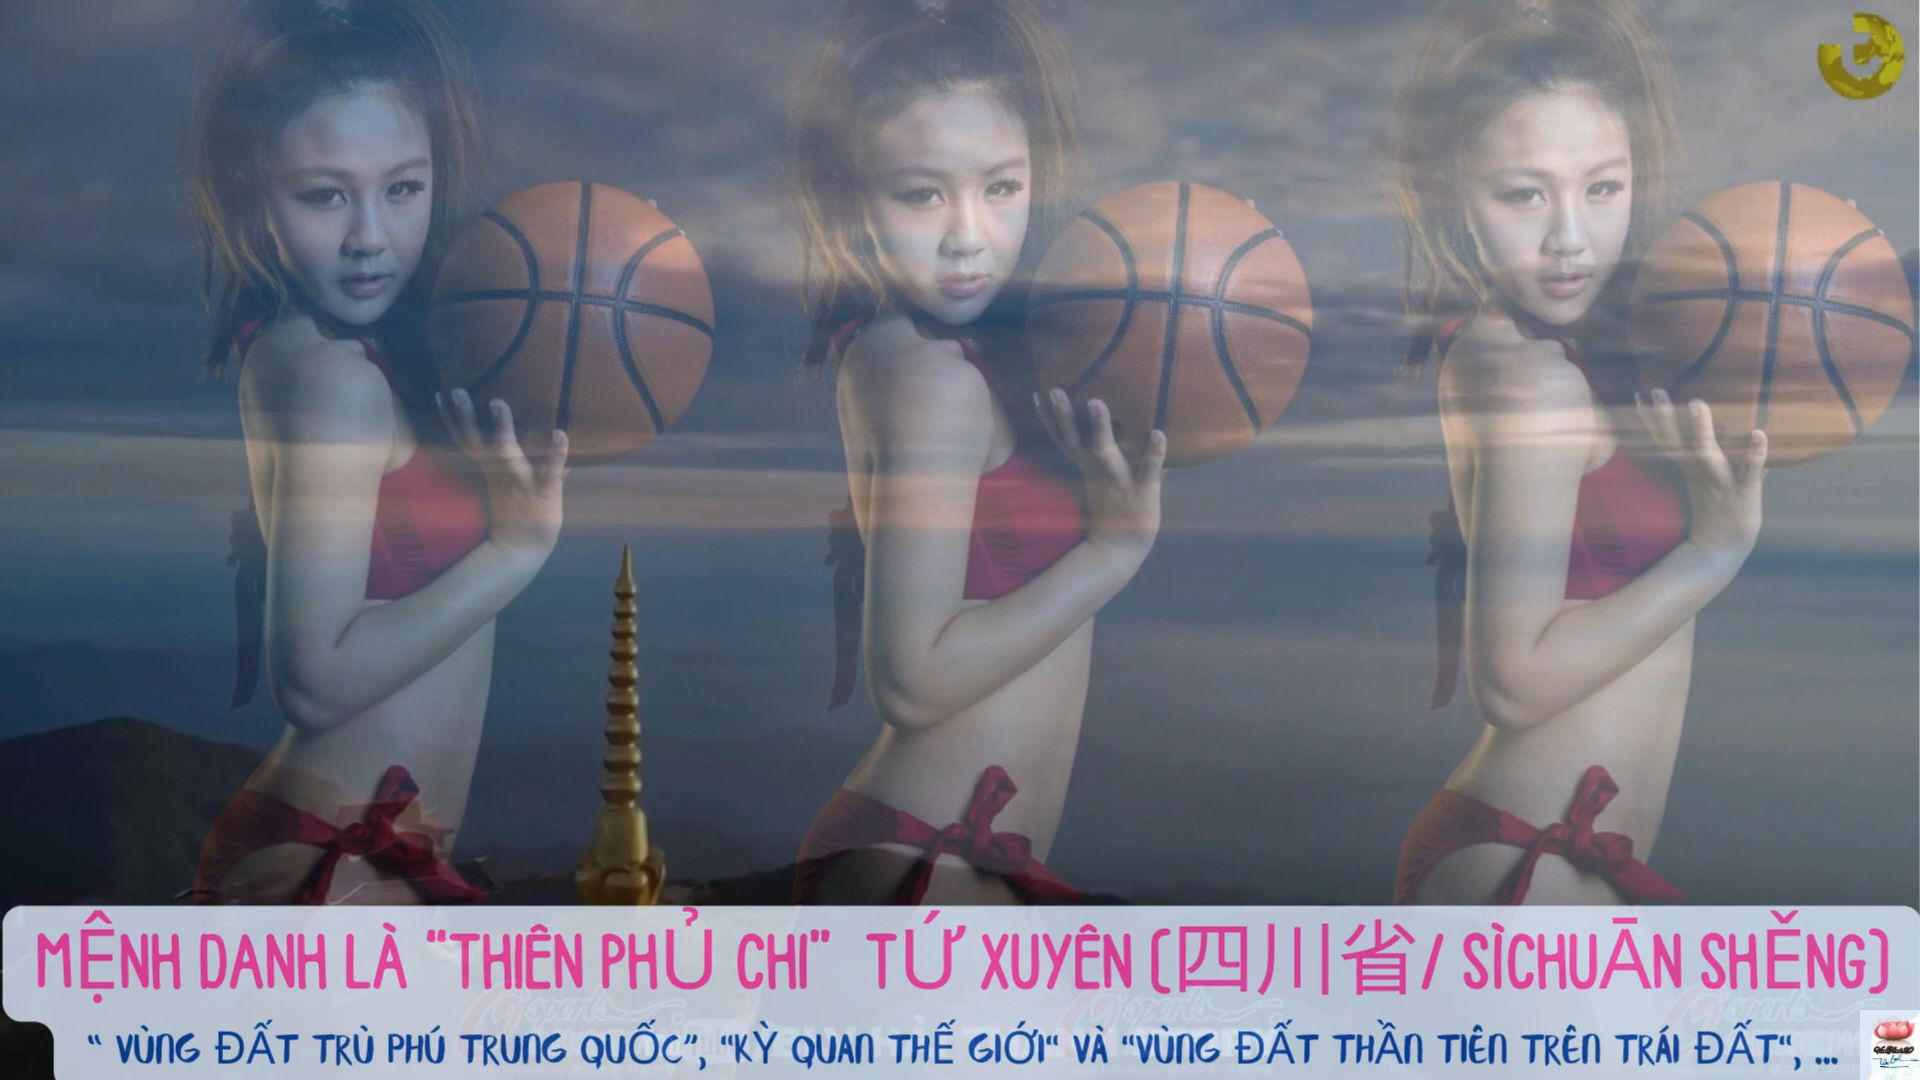 MỆNH DANH LÀ “THIÊN PHỦ CHI” TỨ XUYÊN (四川省/ SÌCHUĀN SHĚNG)
“ VÙNG ĐẤT TRÙ PHÚ TRUNG QUỐC”, “KỲ QUAN THẾ GIỚI“ VÀ “VÙNG ĐẤT THẦN TIÊN TRÊN TRÁI ĐẤT“, ...